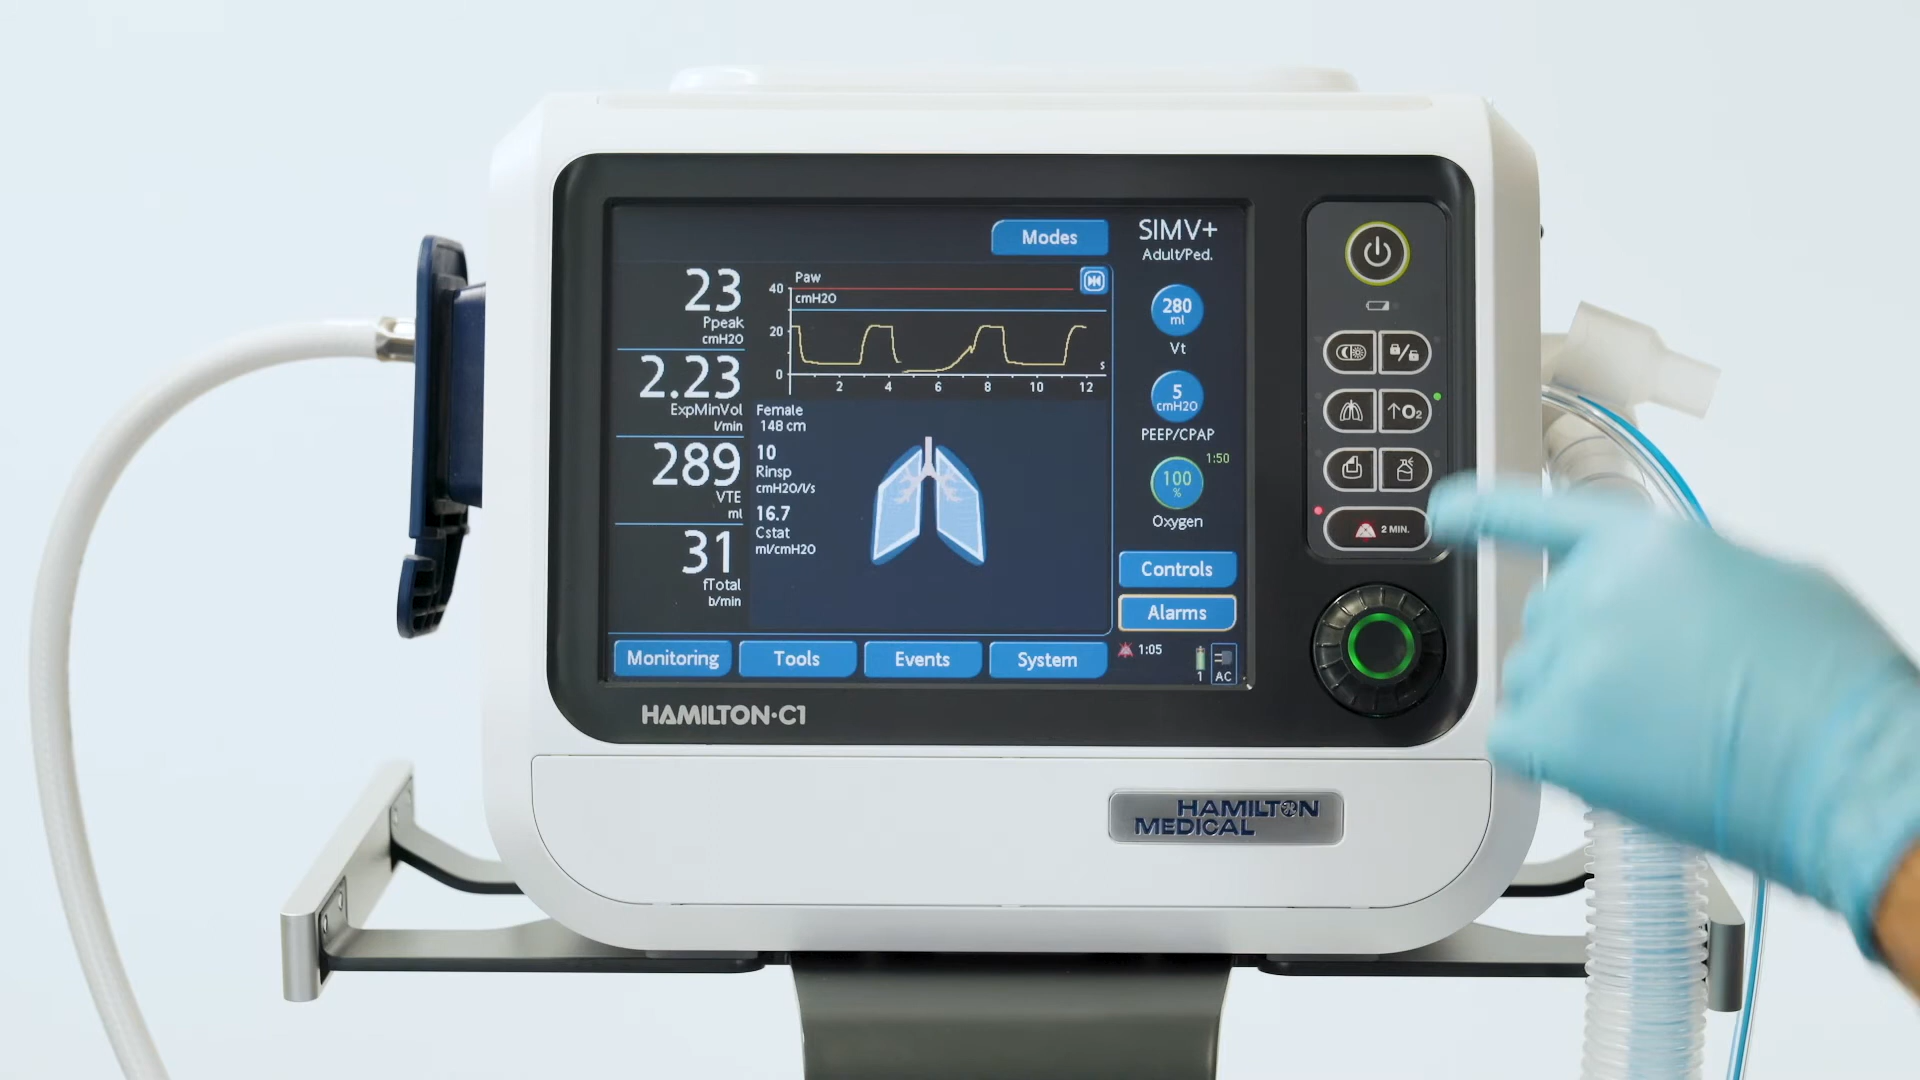 Modes
SIMV+
Adult/Ped.
23
Ppeak
cmH2O
2.23
ExpMinVol
l/min
289
VTE
ml
31
fTotal
b/min
Paw
cmH2O
40
20
0
2 4 6 8 10 12
s
Female
148 cm
10
Rinsp
cmH2O/l/s
16.7
Cstat
ml/cmH2O
280
ml
Vt
5
cmH2O
PEEP/CPAP
1:50
100
%
Oxygen
Controls
Alarms
Monitoring
Tools
Events
System
1:05
1
AC
↑O2
2 MIN.
HAMILTON·C1
HAMILTON
MEDICAL